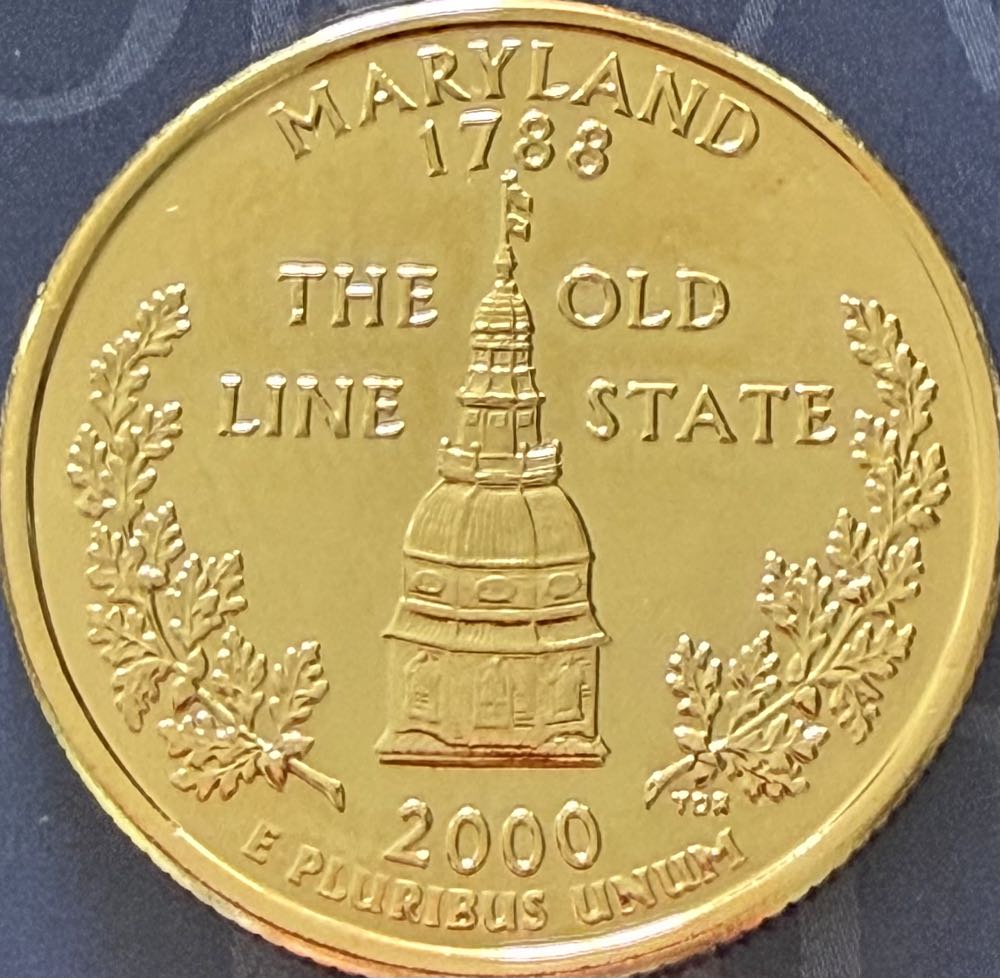 MARYLAND
1788
THE OLD
LINE STATE
TDR
2000
E PLURIBUS UNUM